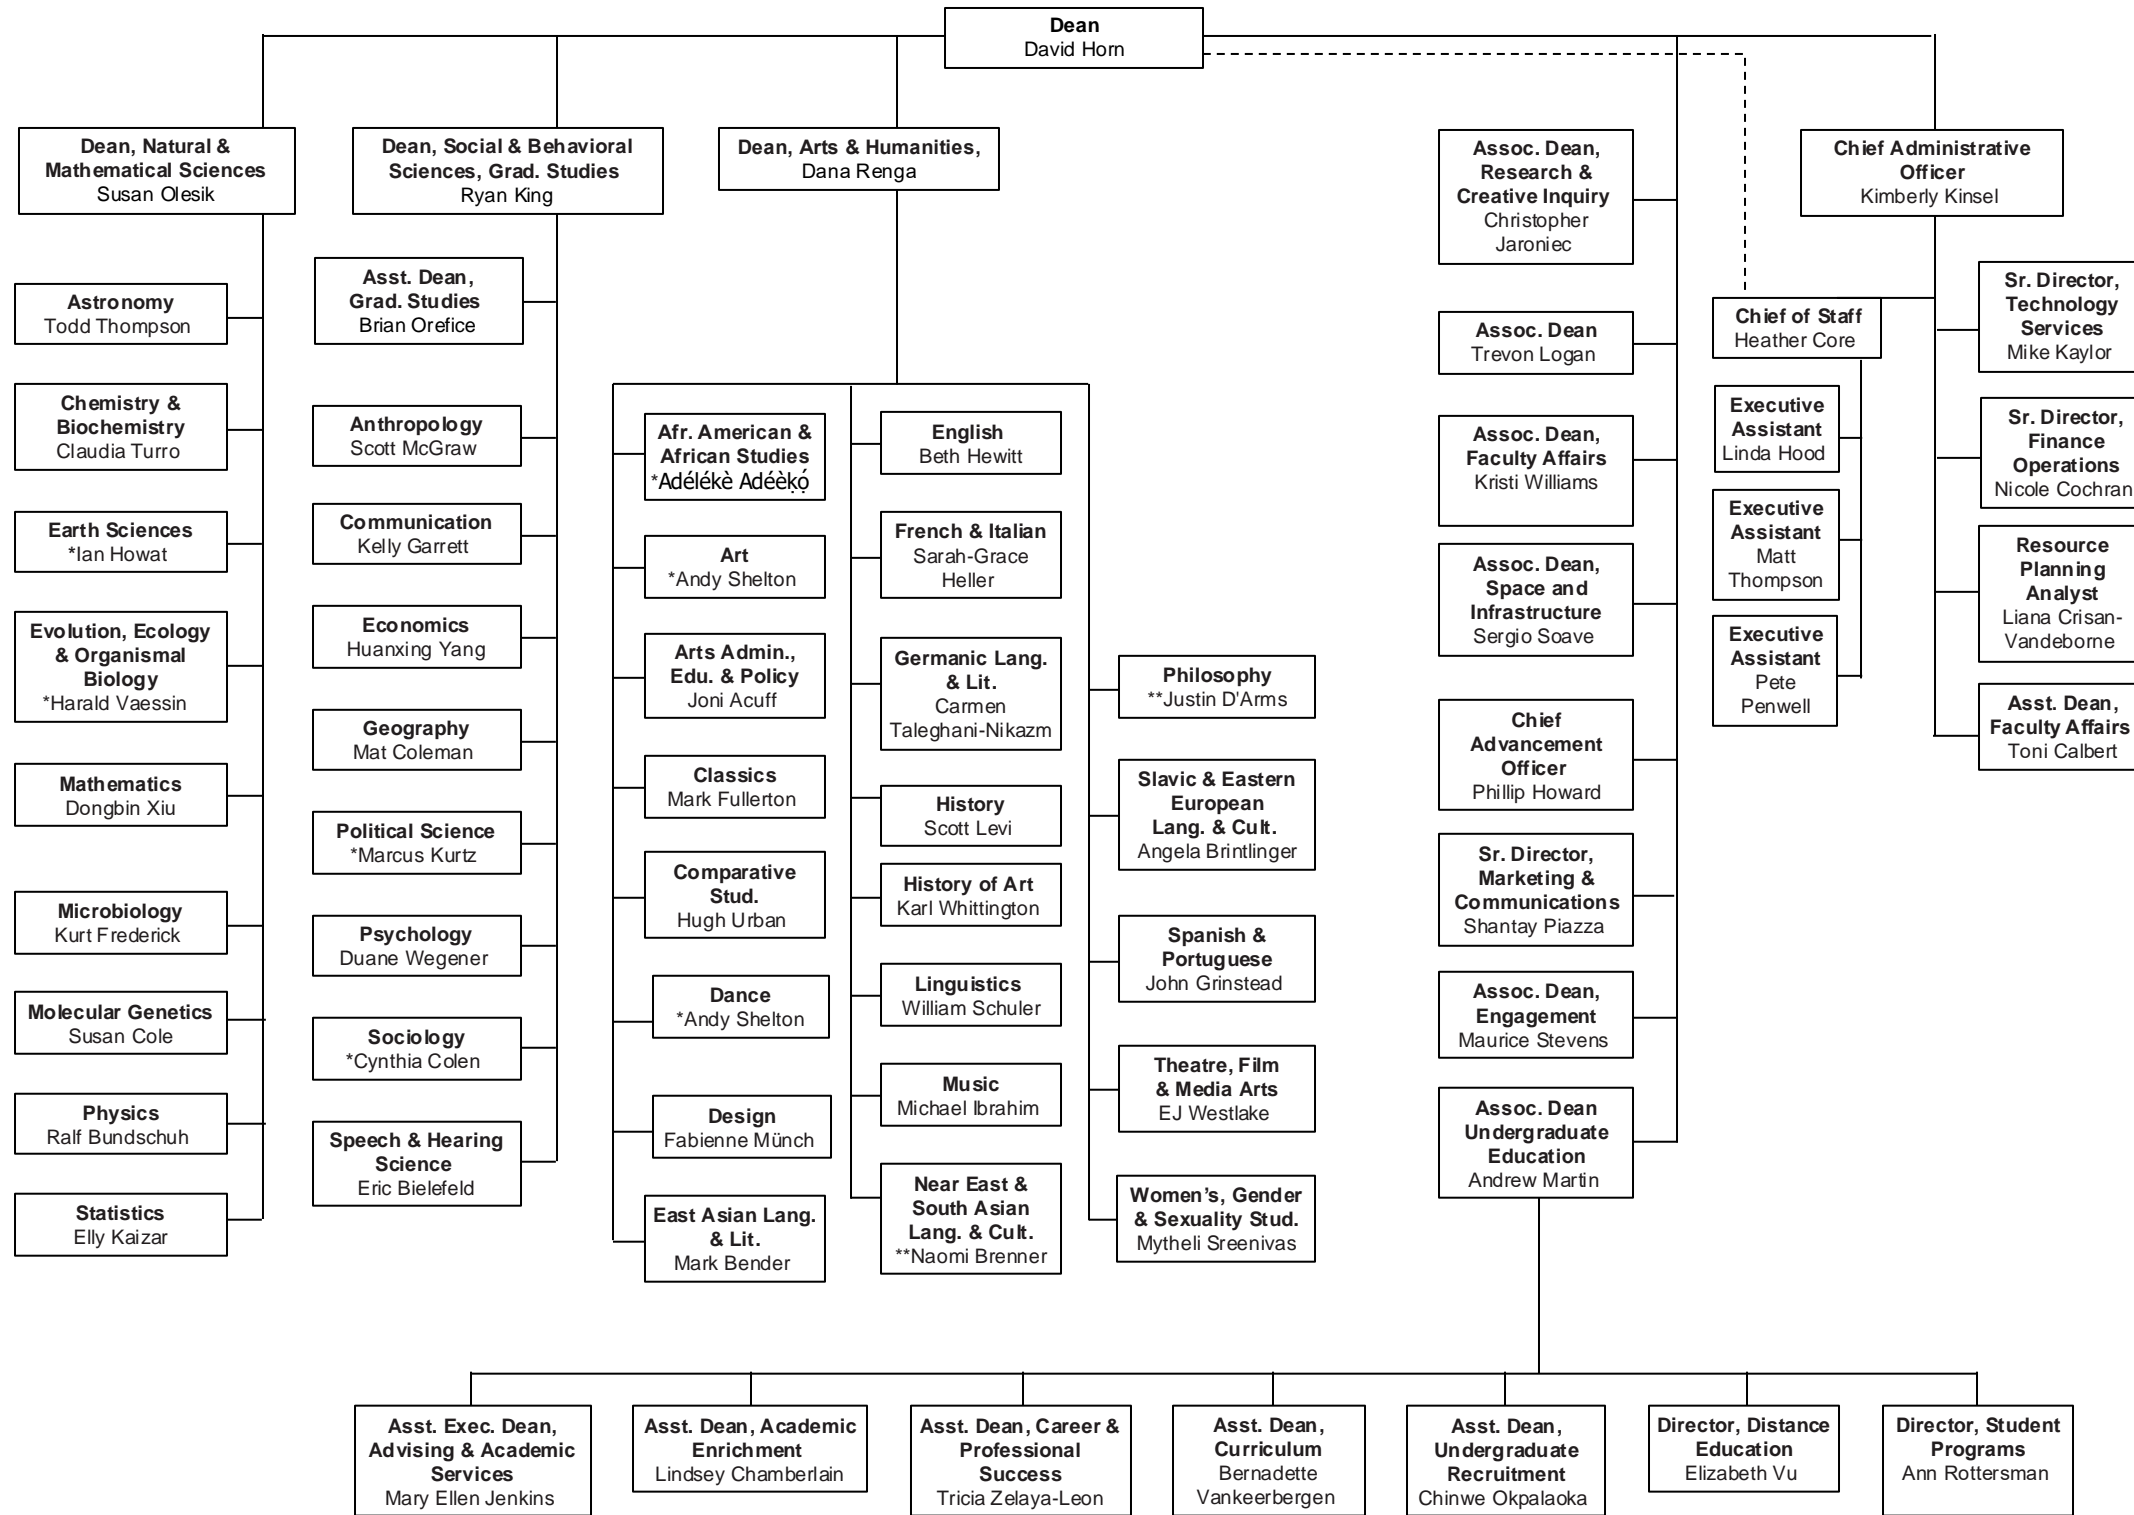 Dean
David Horn
Dean, Natural &
Mathematical Sciences
Susan Olesik
Dean, Social & Behavioral
Sciences, Grad. Studies
Ryan King
Dean, Arts & Humanities,
Dana Renga
Assoc. Dean,
Research &
Creative Inquiry
Christopher
Jaroniec
Chief Administrative
Officer
Kimberly Kinsel
Astronomy
Todd Thompson
Chemistry &
Biochemistry
Claudia Turro
Earth Sciences
*Ian Howat
Evolution, Ecology
& Organismal
Biology
*Harald Vaessin
Mathematics
Dongbin Xiu
Microbiology
Kurt Frederick
Molecular Genetics
Susan Cole
Physics
Ralf Bundschuh
Statistics
Elly Kaizar
Asst. Dean,
Grad. Studies
Brian Orefice
Anthropology
Scott McGraw
Communication
Kelly Garrett
Economics
Huanxing Yang
Geography
Mat Coleman
Political Science
*Marcus Kurtz
Psychology
Duane Wegener
Sociology
*Cynthia Colen
Speech & Hearing
Science
Eric Bielefeld
Afr. American &
African Studies
*Adélékè Adéèkọ́
Art
*Andy Shelton
Arts Admin.,
Edu. & Policy
Joni Acuff
Classics
Mark Fullerton
Comparative
Stud.
Hugh Urban
Dance
*Andy Shelton
Design
Fabienne Münch
East Asian Lang.
& Lit.
Mark Bender
English
Beth Hewitt
French & Italian
Sarah-Grace
Heller
Germanic Lang.
& Lit.
Carmen
Taleghani-Nikazm
History
Scott Levi
History of Art
Karl Whittington
Linguistics
William Schuler
Music
Michael Ibrahim
Near East &
South Asian
Lang. & Cult.
**Naomi Brenner
Philosophy
**Justin D'Arms
Slavic & Eastern
European
Lang. & Cult.
Angela Brintlinger
Spanish &
Portuguese
John Grinstead
Theatre, Film
& Media Arts
EJ Westlake
Women’s, Gender
& Sexuality Stud.
Mytheli Sreenivas
Assoc. Dean
Trevon Logan
Assoc. Dean,
Faculty Affairs
Kristi Williams
Assoc. Dean,
Space and
Infrastructure
Sergio Soave
Chief
Advancement
Officer
Phillip Howard
Sr. Director,
Marketing &
Communications
Shantay Piazza
Assoc. Dean,
Engagement
Maurice Stevens
Assoc. Dean
Undergraduate
Education
Andrew Martin
Chief of Staff
Heather Core
Executive
Assistant
Linda Hood
Executive
Assistant
Matt
Thompson
Executive
Assistant
Pete
Penwell
Sr. Director,
Technology
Services
Mike Kaylor
Sr. Director,
Finance
Operations
Nicole Cochran
Resource
Planning
Analyst
Liana Crisan-
Vandeborne
Asst. Dean,
Faculty Affairs
Toni Calbert
Asst. Exec. Dean,
Advising & Academic
Services
Mary Ellen Jenkins
Asst. Dean, Academic
Enrichment
Lindsey Chamberlain
Asst. Dean, Career &
Professional
Success
Tricia Zelaya-Leon
Asst. Dean,
Curriculum
Bernadette
Vankeerbergen
Asst. Dean,
Undergraduate
Recruitment
Chinwe Okpalaoka
Director, Distance
Education
Elizabeth Vu
Director, Student
Programs
Ann Rottersman